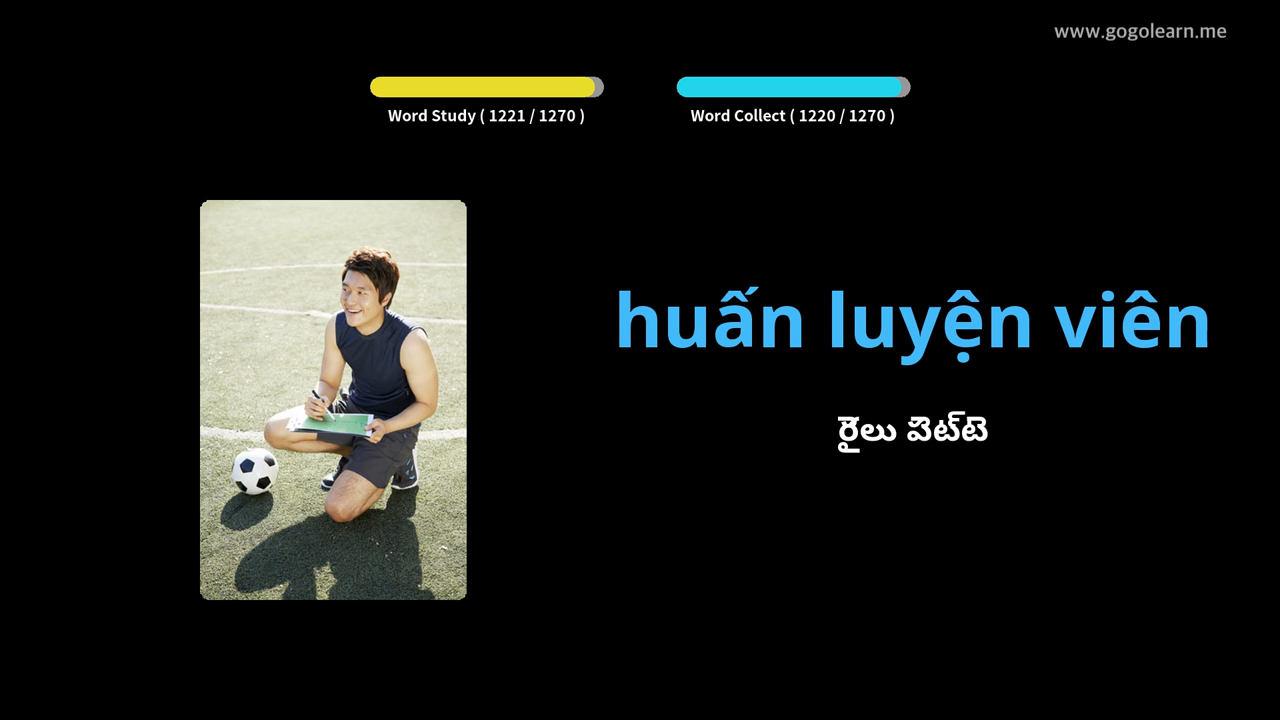 www.gogolearn.me
Word Study ( 1221 / 1270 )
Word Collect ( 1220 / 1270 )
huấn luyện viên
రైలు పెట్టె